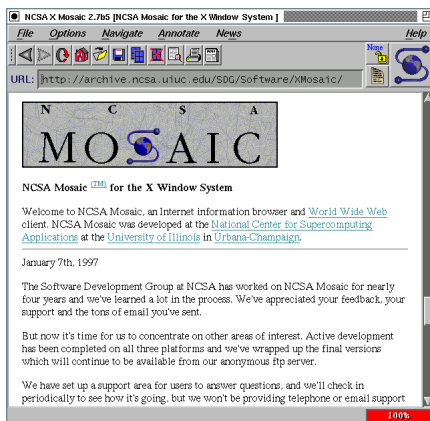 NCSA X Mosaic 2.7b5 [NCSA Mosaic for the X Window System ]
File Options Navigate Annotate News Help
None
URL: http://archive.ncsa.uiuc.edu/SDG/Software/XMosaic/
N C S A
MOSAIC
NCSA Mosaic (TM) for the X Window System
Welcome to NCSA Mosaic, an Internet information browser and World Wide Web
client. NCSA Mosaic was developed at the National Center for Supercomputing
Applications at the University of Illinois in Urbana-Champaign.
January 7th, 1997
The Software Development Group at NCSA has worked on NCSA Mosaic for nearly
four years and we've learned a lot in the process. We've appreciated your feedback, your
support and the tons of email you've sent.
But now it's time for us to concentrate on other areas of interest. Active development
has been completed on all three platforms and we've wrapped up the final versions
which will continue to be available from our anonymous ftp server.
We have set up a support area for users to answer questions, and we'll check in
periodically to see how it's going, but we won't be providing telephone or email support
100%